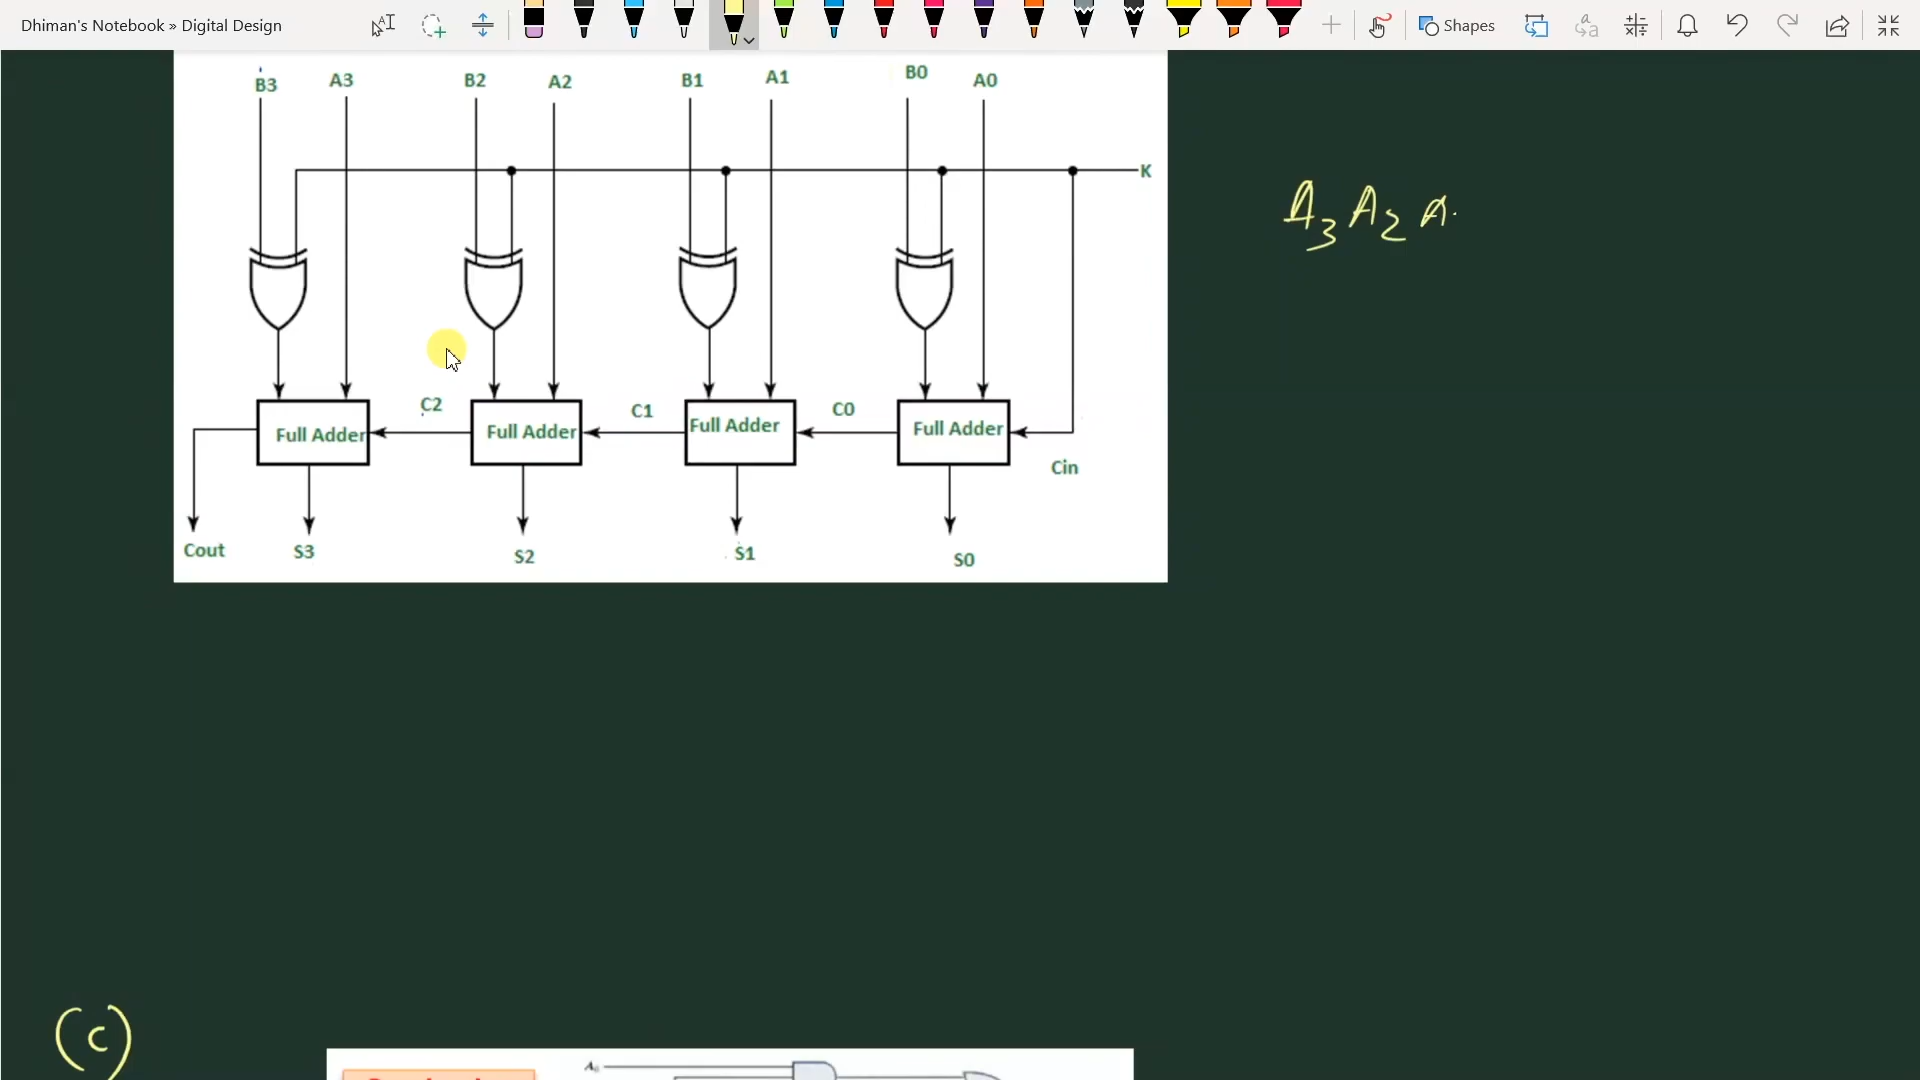 Dhiman's Notebook » Digital Design
Shapes
B3 A3 B2 A2 B1 A1 B0 A0
K
A3 A2 A
C2 C1 C0
Full Adder Full Adder Full Adder Full Adder
Cin
Cout S3 S2 S1 S0
(c)